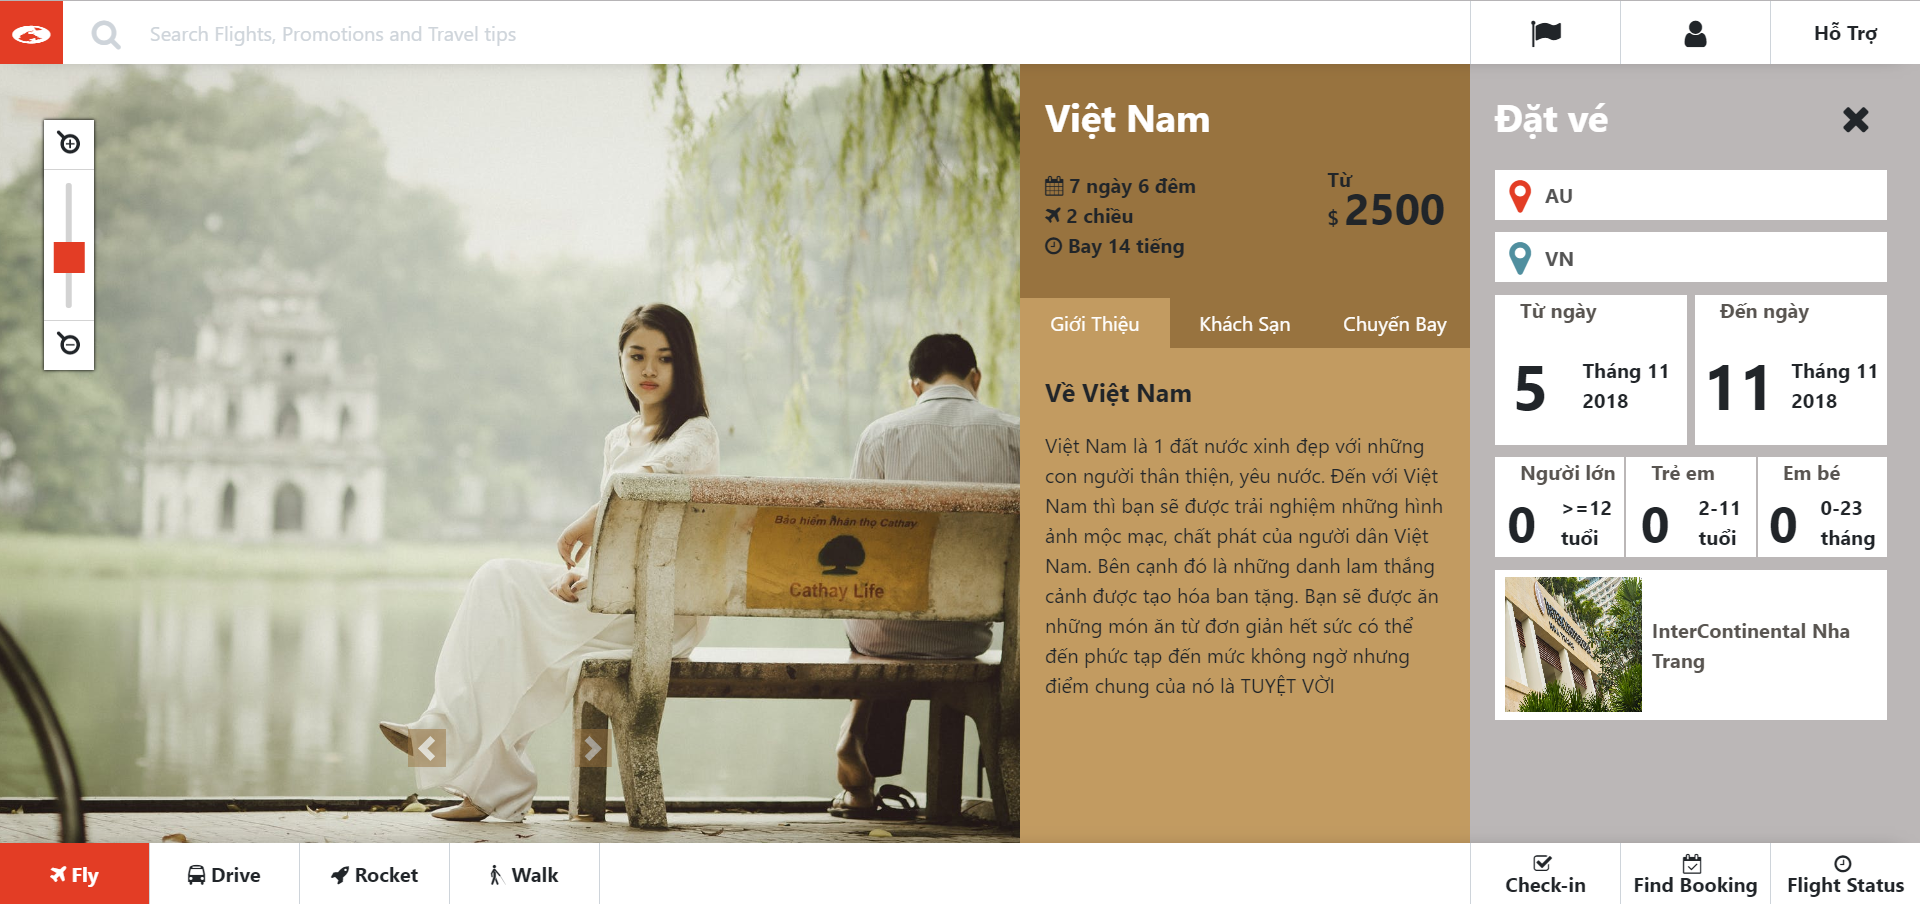 Search Flights, Promotions and Travel tips
Hỗ Trợ
Việt Nam
7 ngày 6 đêm
2 chiều
Bay 14 tiếng
Từ
$ 2500
Giới Thiệu
Khách Sạn
Chuyến Bay
Về Việt Nam
Việt Nam là 1 đất nước xinh đẹp với những
con người thân thiện, yêu nước. Đến với Việt
Nam thì bạn sẽ được trải nghiệm những hình
ảnh mộc mạc, chất phát của người dân Việt
Nam. Bên cạnh đó là những danh lam thắng
cảnh được tạo hóa ban tặng. Bạn sẽ được ăn
những món ăn từ đơn giản hết sức có thể
đến phức tạp đến mức không ngờ nhưng
điểm chung của nó là TUYỆT VỜI
Bảo hiểm nhân thọ Cathay
Cathay Life
Đặt vé
AU
VN
Từ ngày
5
Tháng 11
2018
Đến ngày
11
Tháng 11
2018
Người lớn
0
>=12
tuổi
Trẻ em
0
2-11
tuổi
Em bé
0
0-23
tháng
InterContinental Nha
Trang
Fly
Drive
Rocket
Walk
Check-in
Find Booking
Flight Status